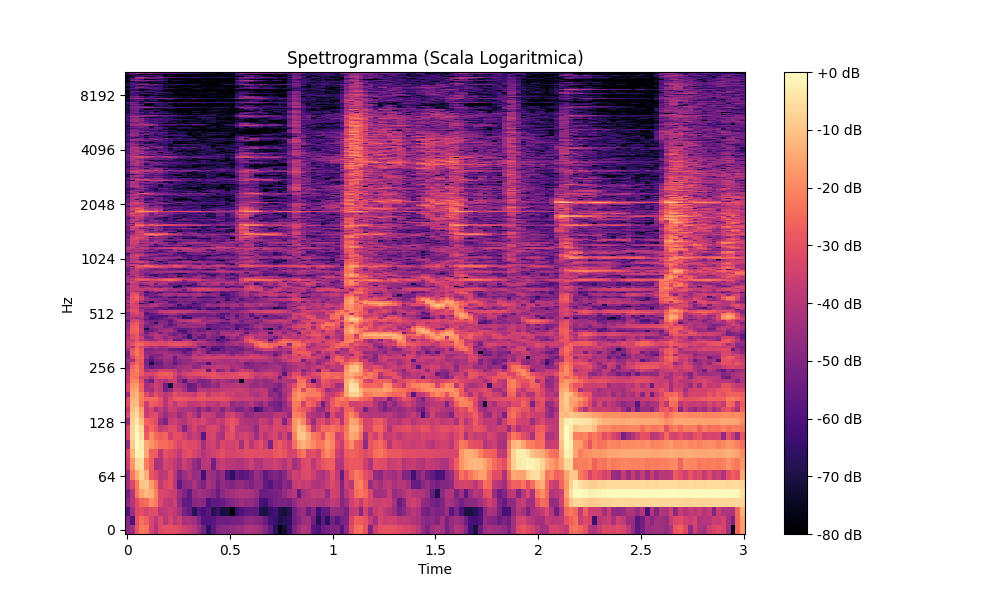 Spettrogramma (Scala Logaritmica)
Hz
8192
4096
2048
1024
512
256
128
64
0
0 0.5 1 1.5 2 2.5 3
Time
+0 dB
-10 dB
-20 dB
-30 dB
-40 dB
-50 dB
-60 dB
-70 dB
-80 dB